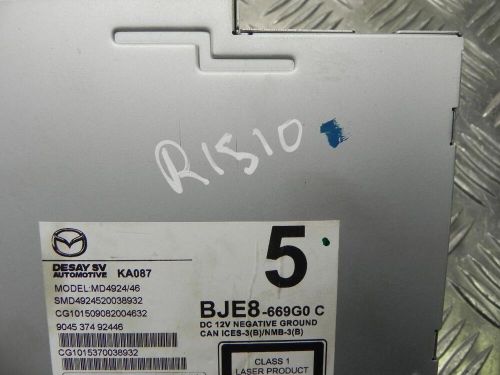 R1510
DESAY SV
AUTOMOTIVE KA087
5
MODEL:MD4924/46
SMD4924520038932
CG101509082004632
BJE8-669G0 C
9045 374 92446
DC 12V NEGATIVE GROUND
CAN ICES-3(B)/NMB-3(B)
CG1015370038932
CLASS 1
LASER PRODUCT